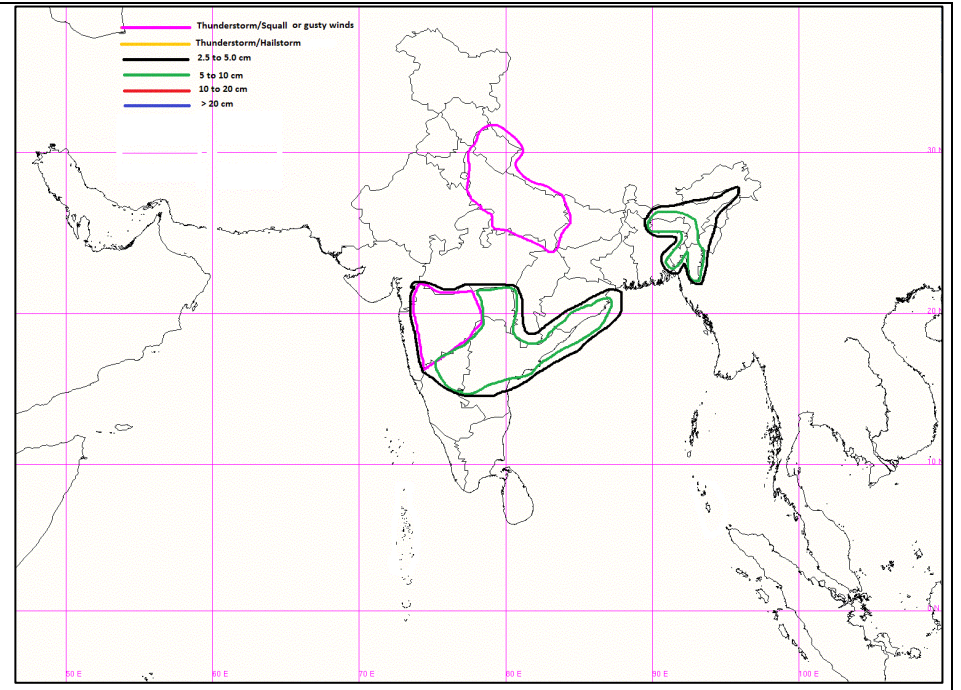 Thunderstorm/Squall or gusty winds
Thunderstorm/Hailstorm
2.5 to 5.0 cm
5 to 10 cm
10 to 20 cm
> 20 cm
30 N
20 N
10 N
50 E
60 E
70 E
80 E
90 E
100 E